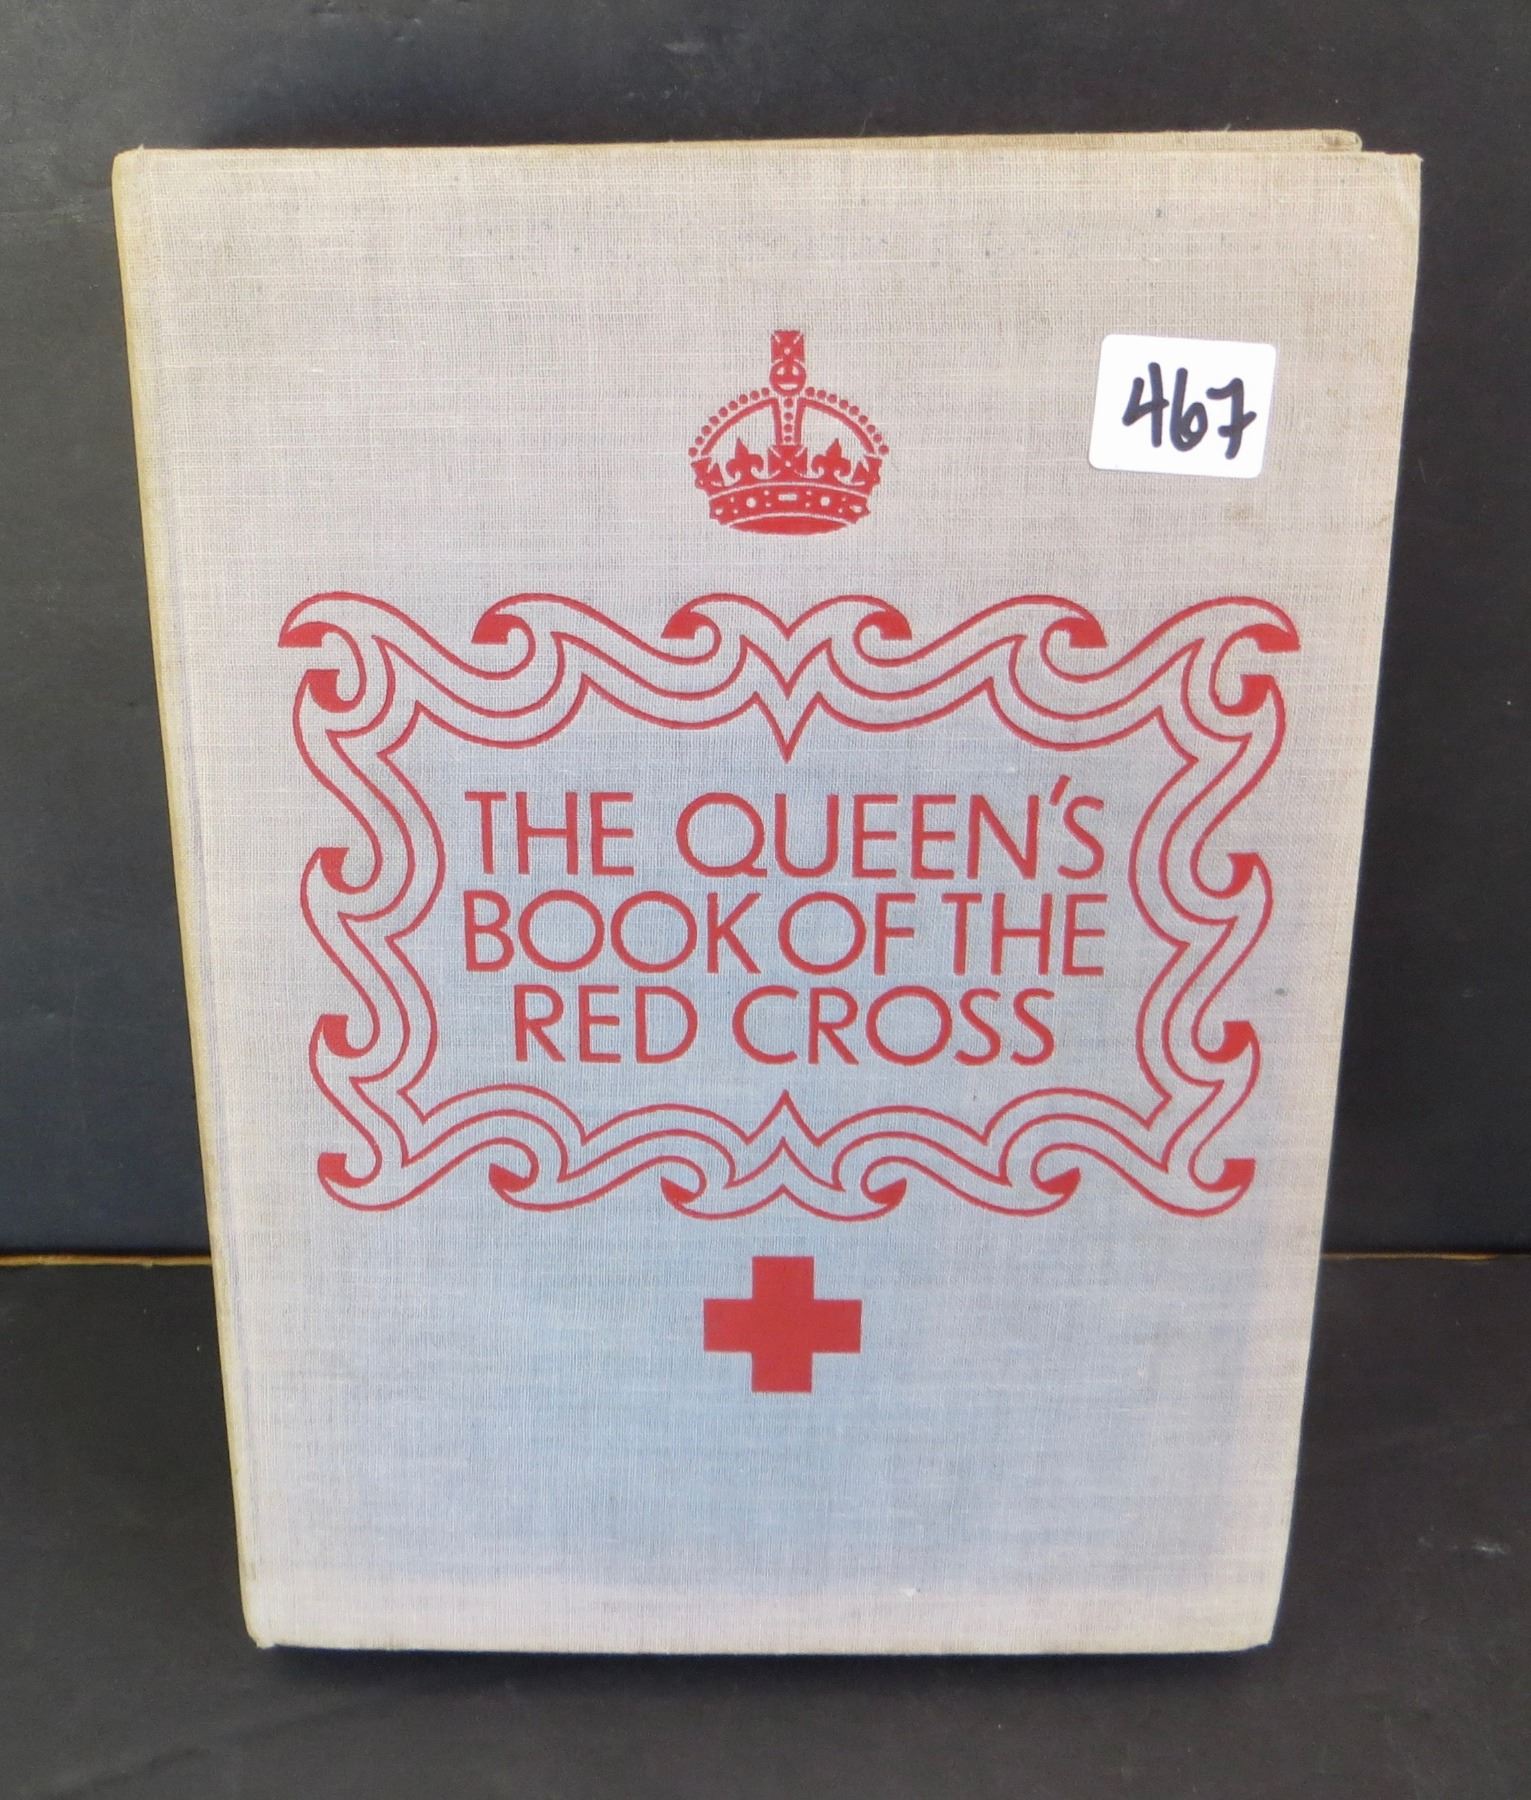 467
THE QUEEN'S
BOOK OF THE
RED CROSS